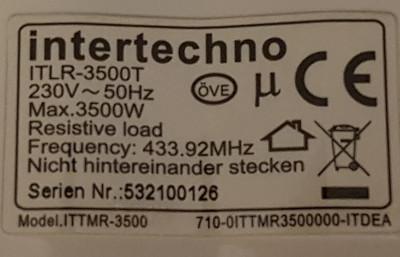 intertechno
ITLR-3500T
230V~50Hz
ÖVE
µ
CE
Max.3500W
Resistive load
Frequency: 433.92MHz
Nicht hintereinander stecken
Serien Nr.:532100126
Model.ITTMR-3500
710-0ITTMR3500000-ITDEA